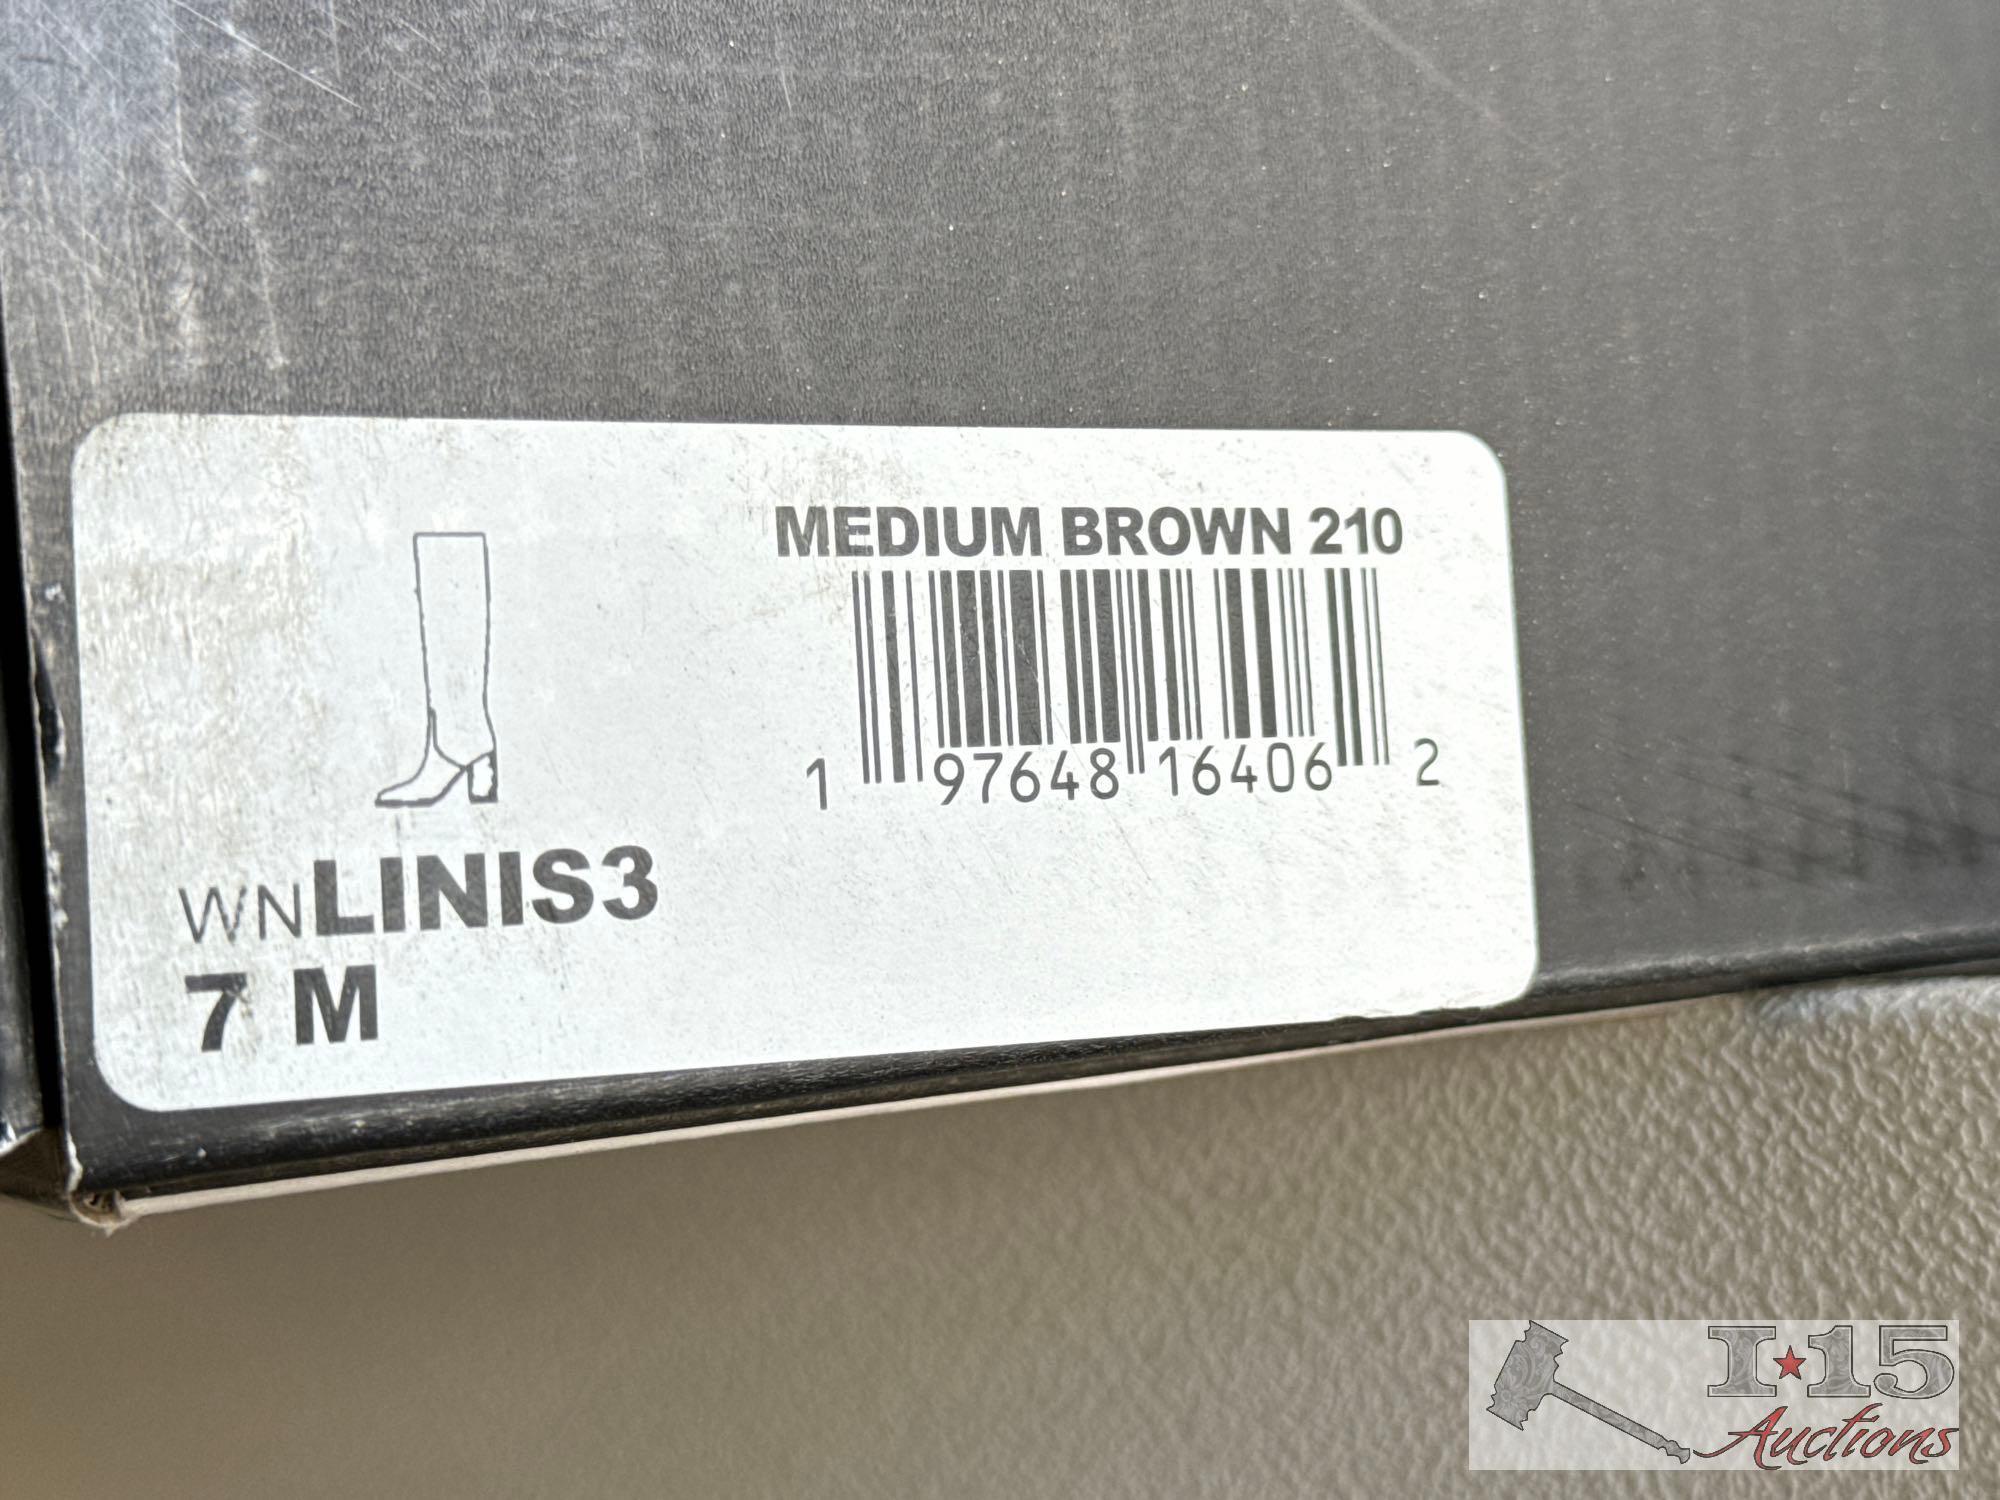 MEDIUM BROWN 210
1 97648 16406 2
WNLINIS3
7 M
I★15
Auctions